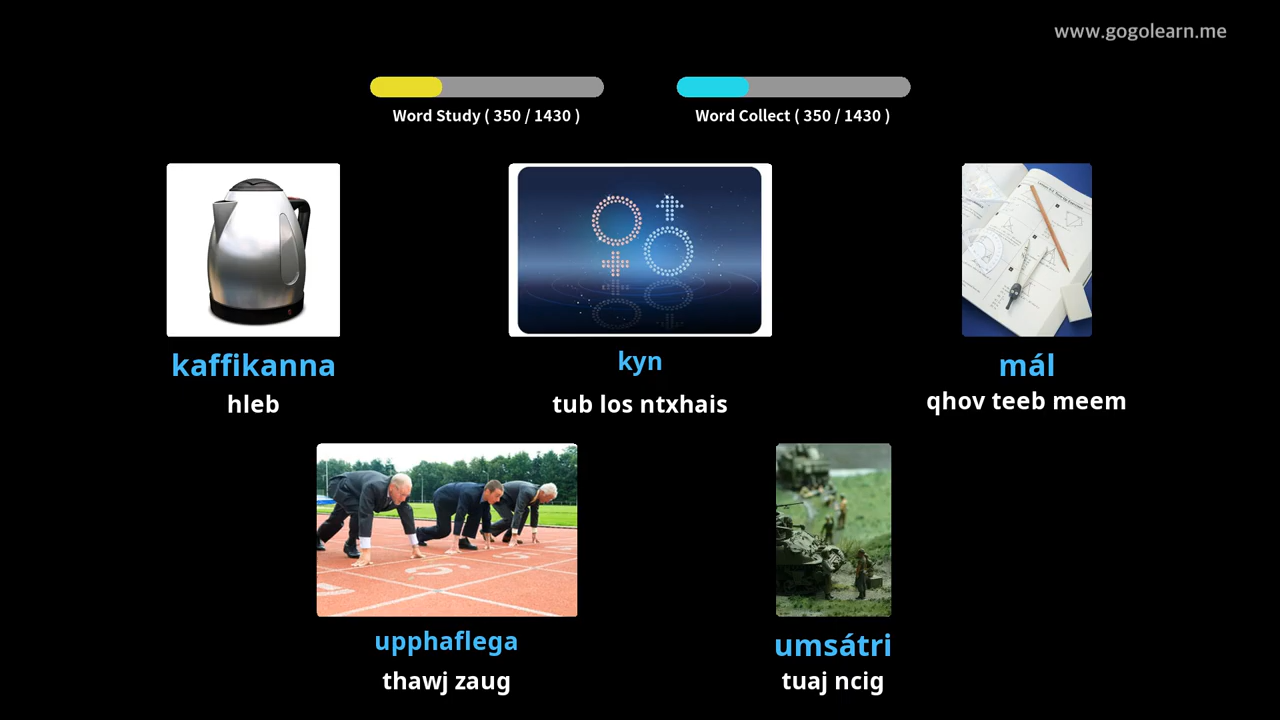 www.gogolearn.me
Word Study ( 350 / 1430 )
Word Collect ( 350 / 1430 )
kaffikanna
hleb
kyn
tub los ntxhais
mál
qhov teeb meem
upphaflega
thawj zaug
umsátri
tuaj ncig